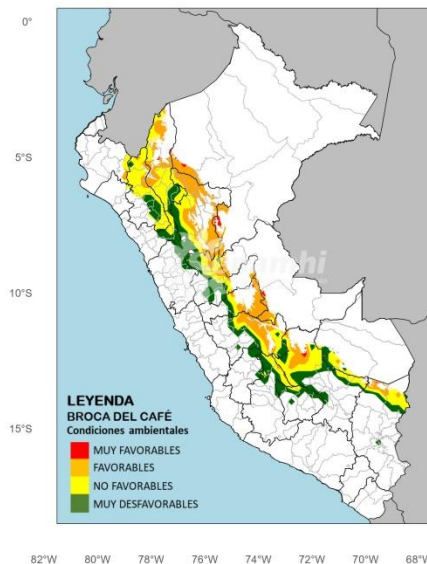 0°
5°S
10°S
15°S
LEYENDA
BROCA DEL CAFÉ
Condiciones ambientales
MUY FAVORABLES
FAVORABLES
NO FAVORABLES
MUY DESFAVORABLES
82°W 80°W 78°W 76°W 74°W 72°W 70°W 68°W